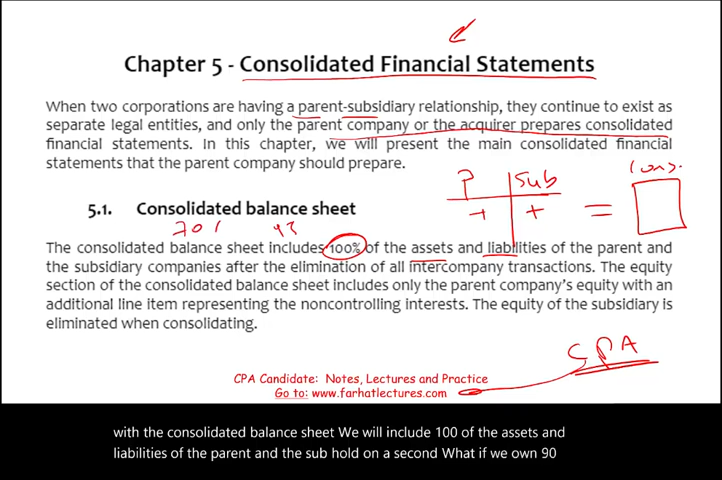 Chapter 5 - Consolidated Financial Statements
When two corporations are having a parent-subsidiary relationship, they continue to exist as
separate legal entities, and only the parent company or the acquirer prepares consolidated
financial statements. In this chapter, we will present the main consolidated financial
statements that the parent company should prepare.
P Sub Cons.
+ + =
5.1. Consolidated balance sheet
The consolidated balance sheet includes 100% of the assets and liabilities of the parent and
the subsidiary companies after the elimination of all intercompany transactions. The equity
section of the consolidated balance sheet includes only the parent company's equity with an
additional line item representing the noncontrolling interests. The equity of the subsidiary is
eliminated when consolidating.
CPA
CPA Candidate: Notes, Lectures and Practice
Go to: www.farhatlectures.com
with the consolidated balance sheet We will include 100 of the assets and
liabilities of the parent and the sub hold on a second What if we own 90